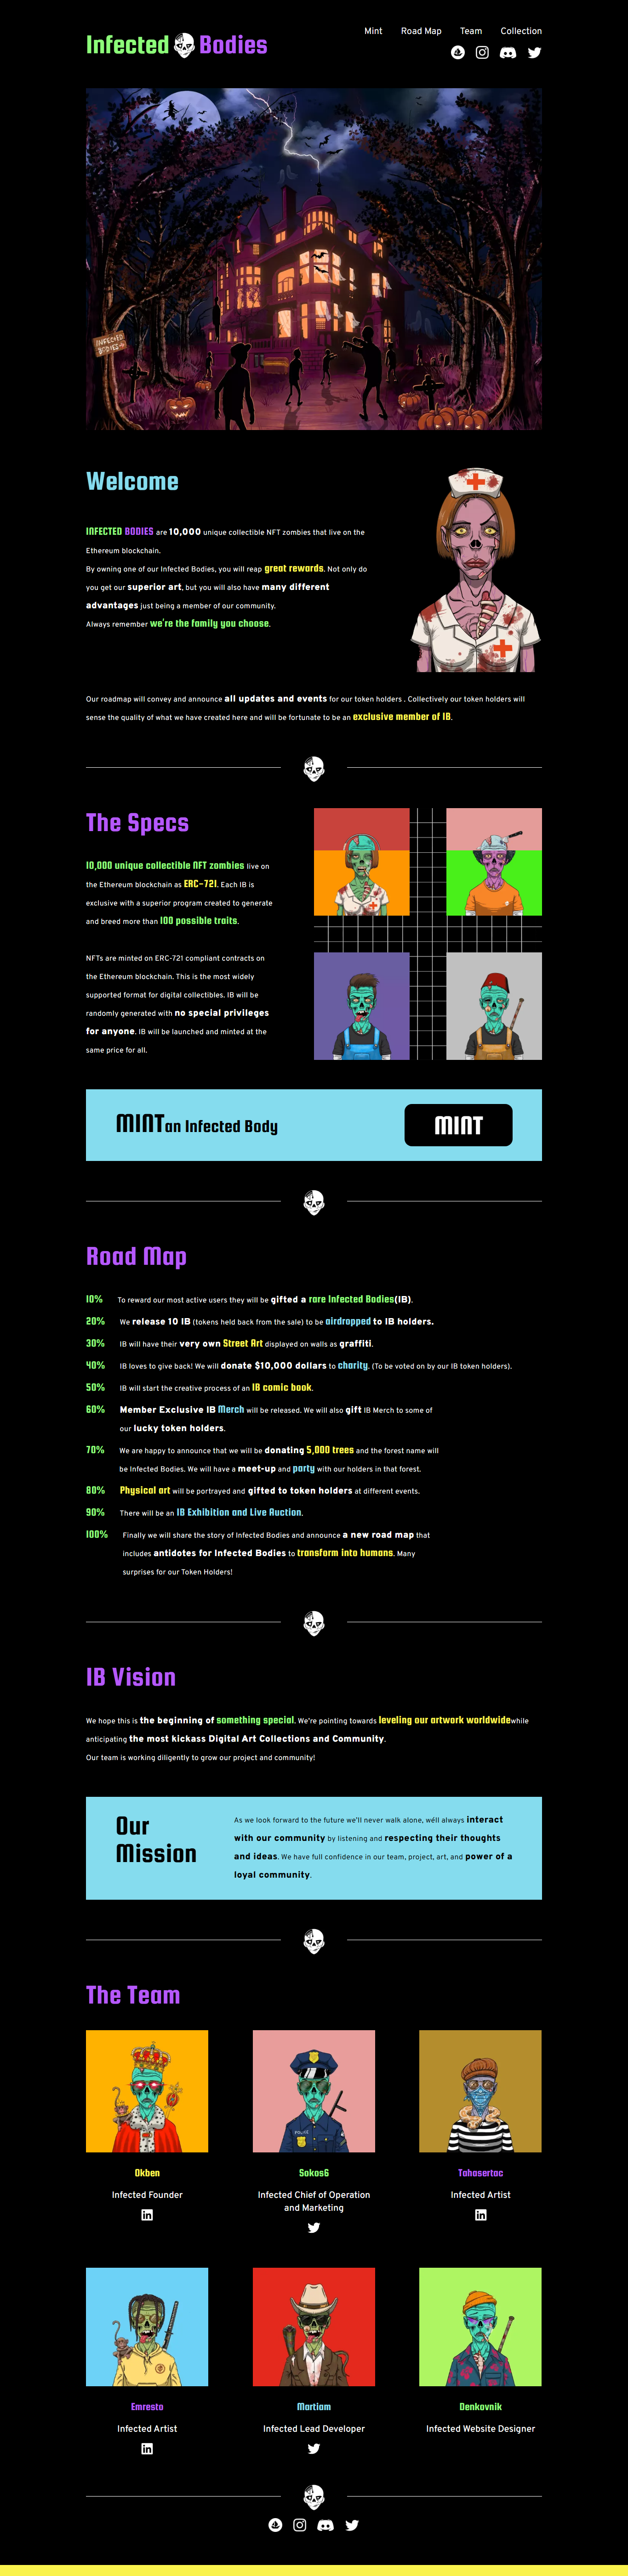 Infected Bodies
Mint Road Map Team Collection
INFECTED BODIES
Welcome
INFECTED BODIES are 10,000 unique collectible NFT zombies that live on the
Ethereum blockchain.
By owning one of our Infected Bodies, you will reap great rewards. Not only do
you get our superior art, but you will also have many different
advantages just being a member of our community.
Always remember we're the family you choose.
Our roadmap will convey and announce all updates and events for our token holders . Collectively our token holders will
sense the quality of what we have created here and will be fortunate to be an exclusive member of IB.
The Specs
10,000 unique collectible NFT zombies live on
the Ethereum blockchain as ERC-721. Each IB is
exclusive with a superior program created to generate
and breed more than 100 possible traits.
NFTs are minted on ERC-721 compliant contracts on
the Ethereum blockchain. This is the most widely
supported format for digital collectibles. IB will be
randomly generated with no special privileges
for anyone. IB will be launched and minted at the
same price for all.
MINT an Infected Body
MINT
Road Map
10% To reward our most active users they will be gifted a rare Infected Bodies(IB).
20% We release 10 IB (tokens held back from the sale) to be airdropped to IB holders.
30% IB will have their very own Street Art displayed on walls as graffiti.
40% IB loves to give back! We will donate $10,000 dollars to charity. (To be voted on by our IB token holders).
50% IB will start the creative process of an IB comic book.
60% Member Exclusive IB Merch will be released. We will also gift IB Merch to some of
our lucky token holders.
70% We are happy to announce that we will be donating 5,000 trees and the forest name will
be Infected Bodies. We will have a meet-up and party with our holders in that forest.
80% Physical art will be portrayed and gifted to token holders at different events.
90% There will be an IB Exhibition and Live Auction.
100% Finally we will share the story of Infected Bodies and announce a new road map that
includes antidotes for Infected Bodies to transform into humans. Many
surprises for our Token Holders!
IB Vision
We hope this is the beginning of something special. We're pointing towards leveling our artwork worldwidewhile
anticipating the most kickass Digital Art Collections and Community.
Our team is working diligently to grow our project and community!
Our
Mission
As we look forward to the future we'll never walk alone, wéll always interact
with our community by listening and respecting their thoughts
and ideas. We have full confidence in our team, project, art, and power of a
loyal community.
The Team
POLICE
Okben
Infected Founder
Sokos6
Infected Chief of Operation
and Marketing
Tahasertac
Infected Artist
Emresto
Infected Artist
Martiam
Infected Lead Developer
Denkovnik
Infected Website Designer